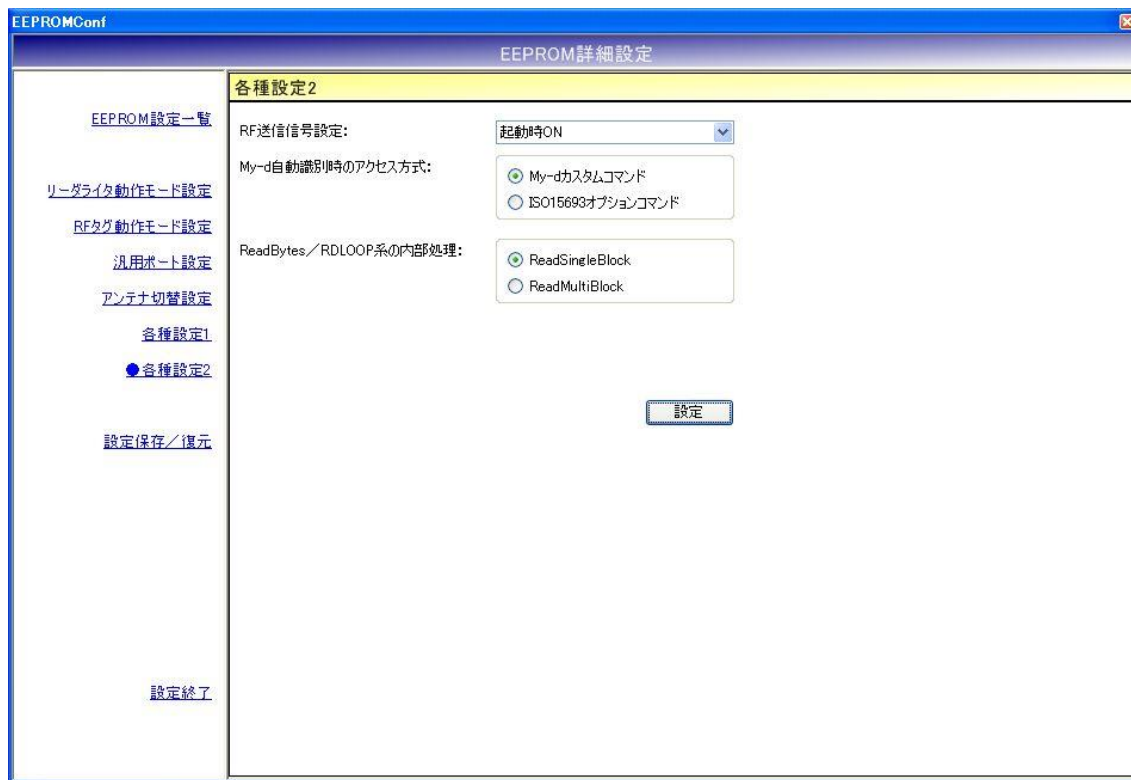 EEPROMConf
EEPROM詳細設定
各種設定2
EEPROM設定一覧
リーダライタ動作モード設定
RFタグ動作モード設定
汎用ポート設定
アンテナ切替設定
各種設定1
●各種設定2
設定保存／復元
設定終了
RF送信信号設定: 起動時ON
My-d自動識別時のアクセス方式:
My-dカスタムコマンド
ISO15693オプションコマンド
ReadBytes／RDLOOP系の内部処理:
ReadSingleBlock
ReadMultiBlock
設定